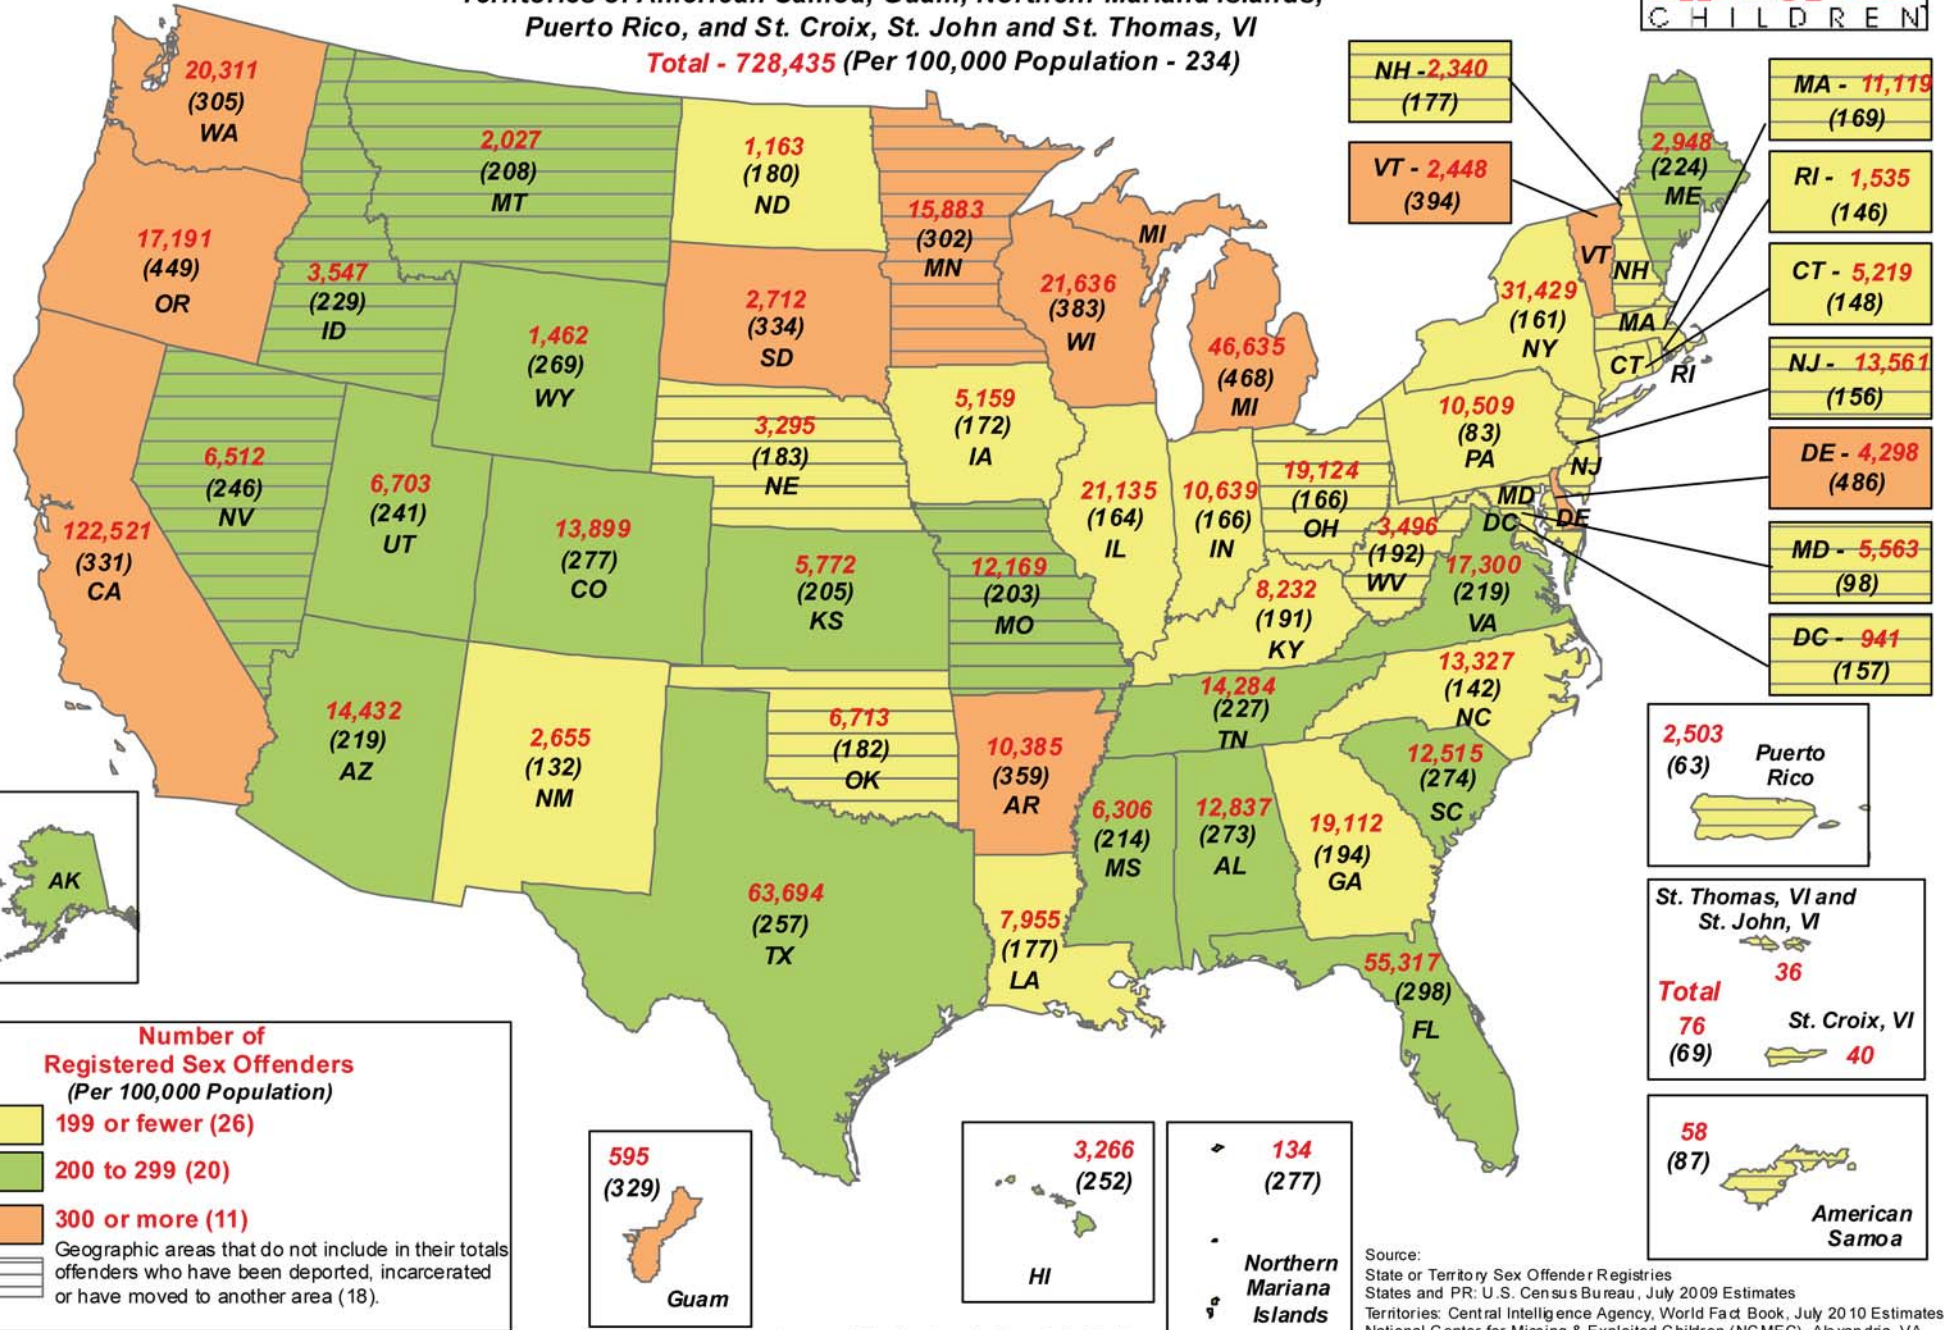 Puerto Rico, and St. Croix, St. John and St. Thomas, VI
Total - 728,435 (Per 100,000 Population - 234)
CHILDREN
20,311
(305)
WA
17,191
(449)
OR
122,521
(331)
CA
3,547
(229)
ID
6,512
(246)
NV
2,027
(208)
MT
1,462
(269)
WY
6,703
(241)
UT
13,899
(277)
CO
14,432
(219)
AZ
2,655
(132)
NM
1,163
(180)
ND
2,712
(334)
SD
3,295
(183)
NE
5,772
(205)
KS
6,713
(182)
OK
63,694
(257)
TX
15,883
(302)
MN
5,159
(172)
IA
12,169
(203)
MO
10,385
(359)
AR
7,955
(177)
LA
21,636
(383)
WI
21,135
(164)
IL
MI
46,635
(468)
MI
10,639
(166)
IN
19,124
(166)
OH
8,232
(191)
KY
14,284
(227)
TN
6,306
(214)
MS
12,837
(273)
AL
19,112
(194)
GA
55,317
(298)
FL
12,515
(274)
SC
13,327
(142)
NC
17,300
(219)
VA
3,496
(192)
WV
10,509
(83)
PA
31,429
(161)
NY
2,948
(224)
ME
VT
NH
MA
CT
RI
NJ
MD
DE
DC
NH -2,340
(177)
VT - 2,448
(394)
MA - 11,119
(169)
RI - 1,535
(146)
CT - 5,219
(148)
NJ - 13,561
(156)
DE - 4,298
(486)
MD - 5,563
(98)
DC - 941
(157)
2,503
(63)
Puerto
Rico
St. Thomas, VI and
St. John, VI
36
Total
76
(69)
St. Croix, VI
40
58
(87)
American
Samoa
AK
Number of
Registered Sex Offenders
(Per 100,000 Population)
199 or fewer (26)
200 to 299 (20)
300 or more (11)
Geographic areas that do not include in their totals
offenders who have been deported, incarcerated
or have moved to another area (18).
595
(329)
Guam
3,266
(252)
HI
134
(277)
Northern
Mariana
Islands
Source:
State or Territory Sex Offender Registries
States and PR: U.S. Census Bureau, July 2009 Estimates
Territories: Central Intelligence Agency, World Fact Book, July 2010 Estimates